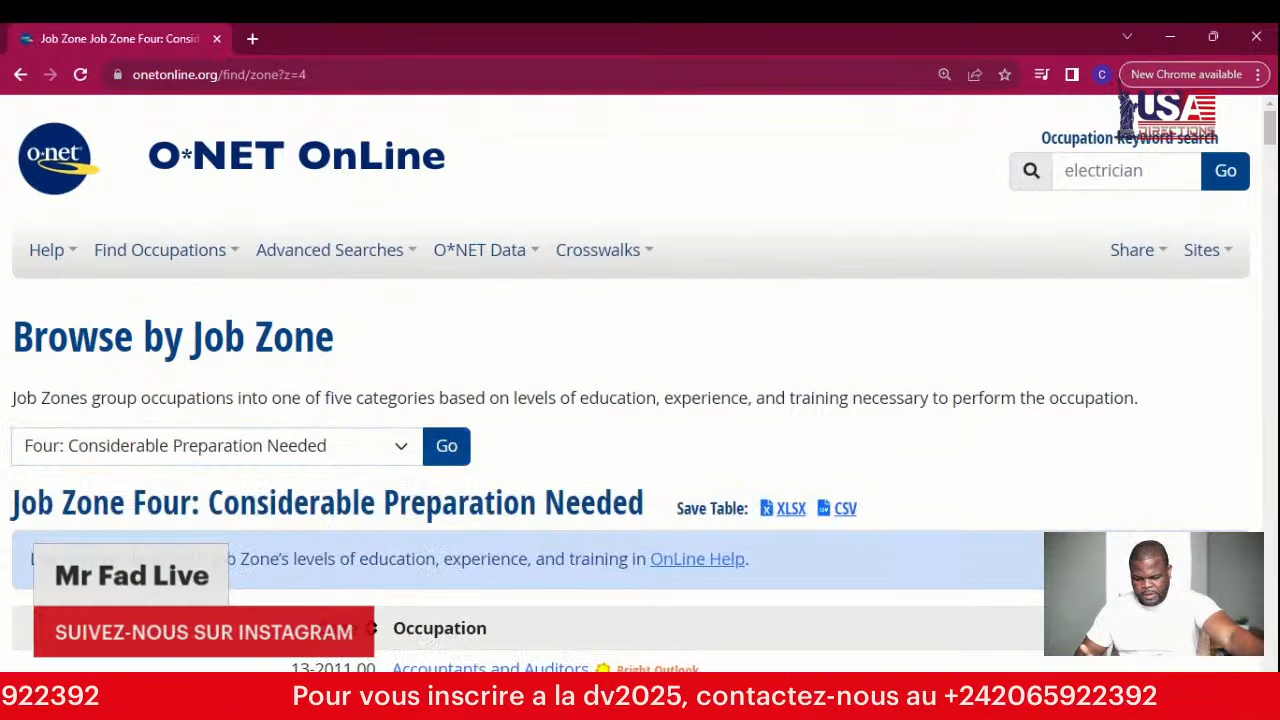 Job Zone Job Zone Four: Consid
onetonline.org/find/zone?z=4
C
New Chrome available
USA
DIRECTIONS
o·net
O*NET OnLine
Occupation keyword search
electrician
Go
Help
Find Occupations
Advanced Searches
O*NET Data
Crosswalks
Share
Sites
Browse by Job Zone
Job Zones group occupations into one of five categories based on levels of education, experience, and training necessary to perform the occupation.
Four: Considerable Preparation Needed
Go
Job Zone Four: Considerable Preparation Needed
Save Table: XLSX CSV
b Zone's levels of education, experience, and training in OnLine Help.
Mr Fad Live
SUIVEZ-NOUS SUR INSTAGRAM
Occupation
13-2011.00 Accountants and Auditors Bright Outlook
922392 Pour vous inscrire a la dv2025, contactez-nous au +242065922392